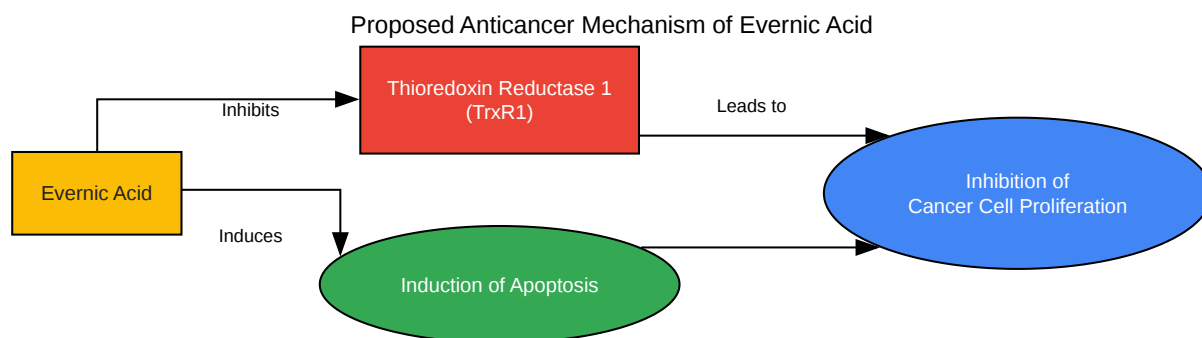 Proposed Anticancer Mechanism of Evernic Acid
Thioredoxin Reductase 1
(TrxR1)
Inhibits
Leads to
Evernic Acid
Inhibition of
Cancer Cell Proliferation
Induces
Induction of Apoptosis